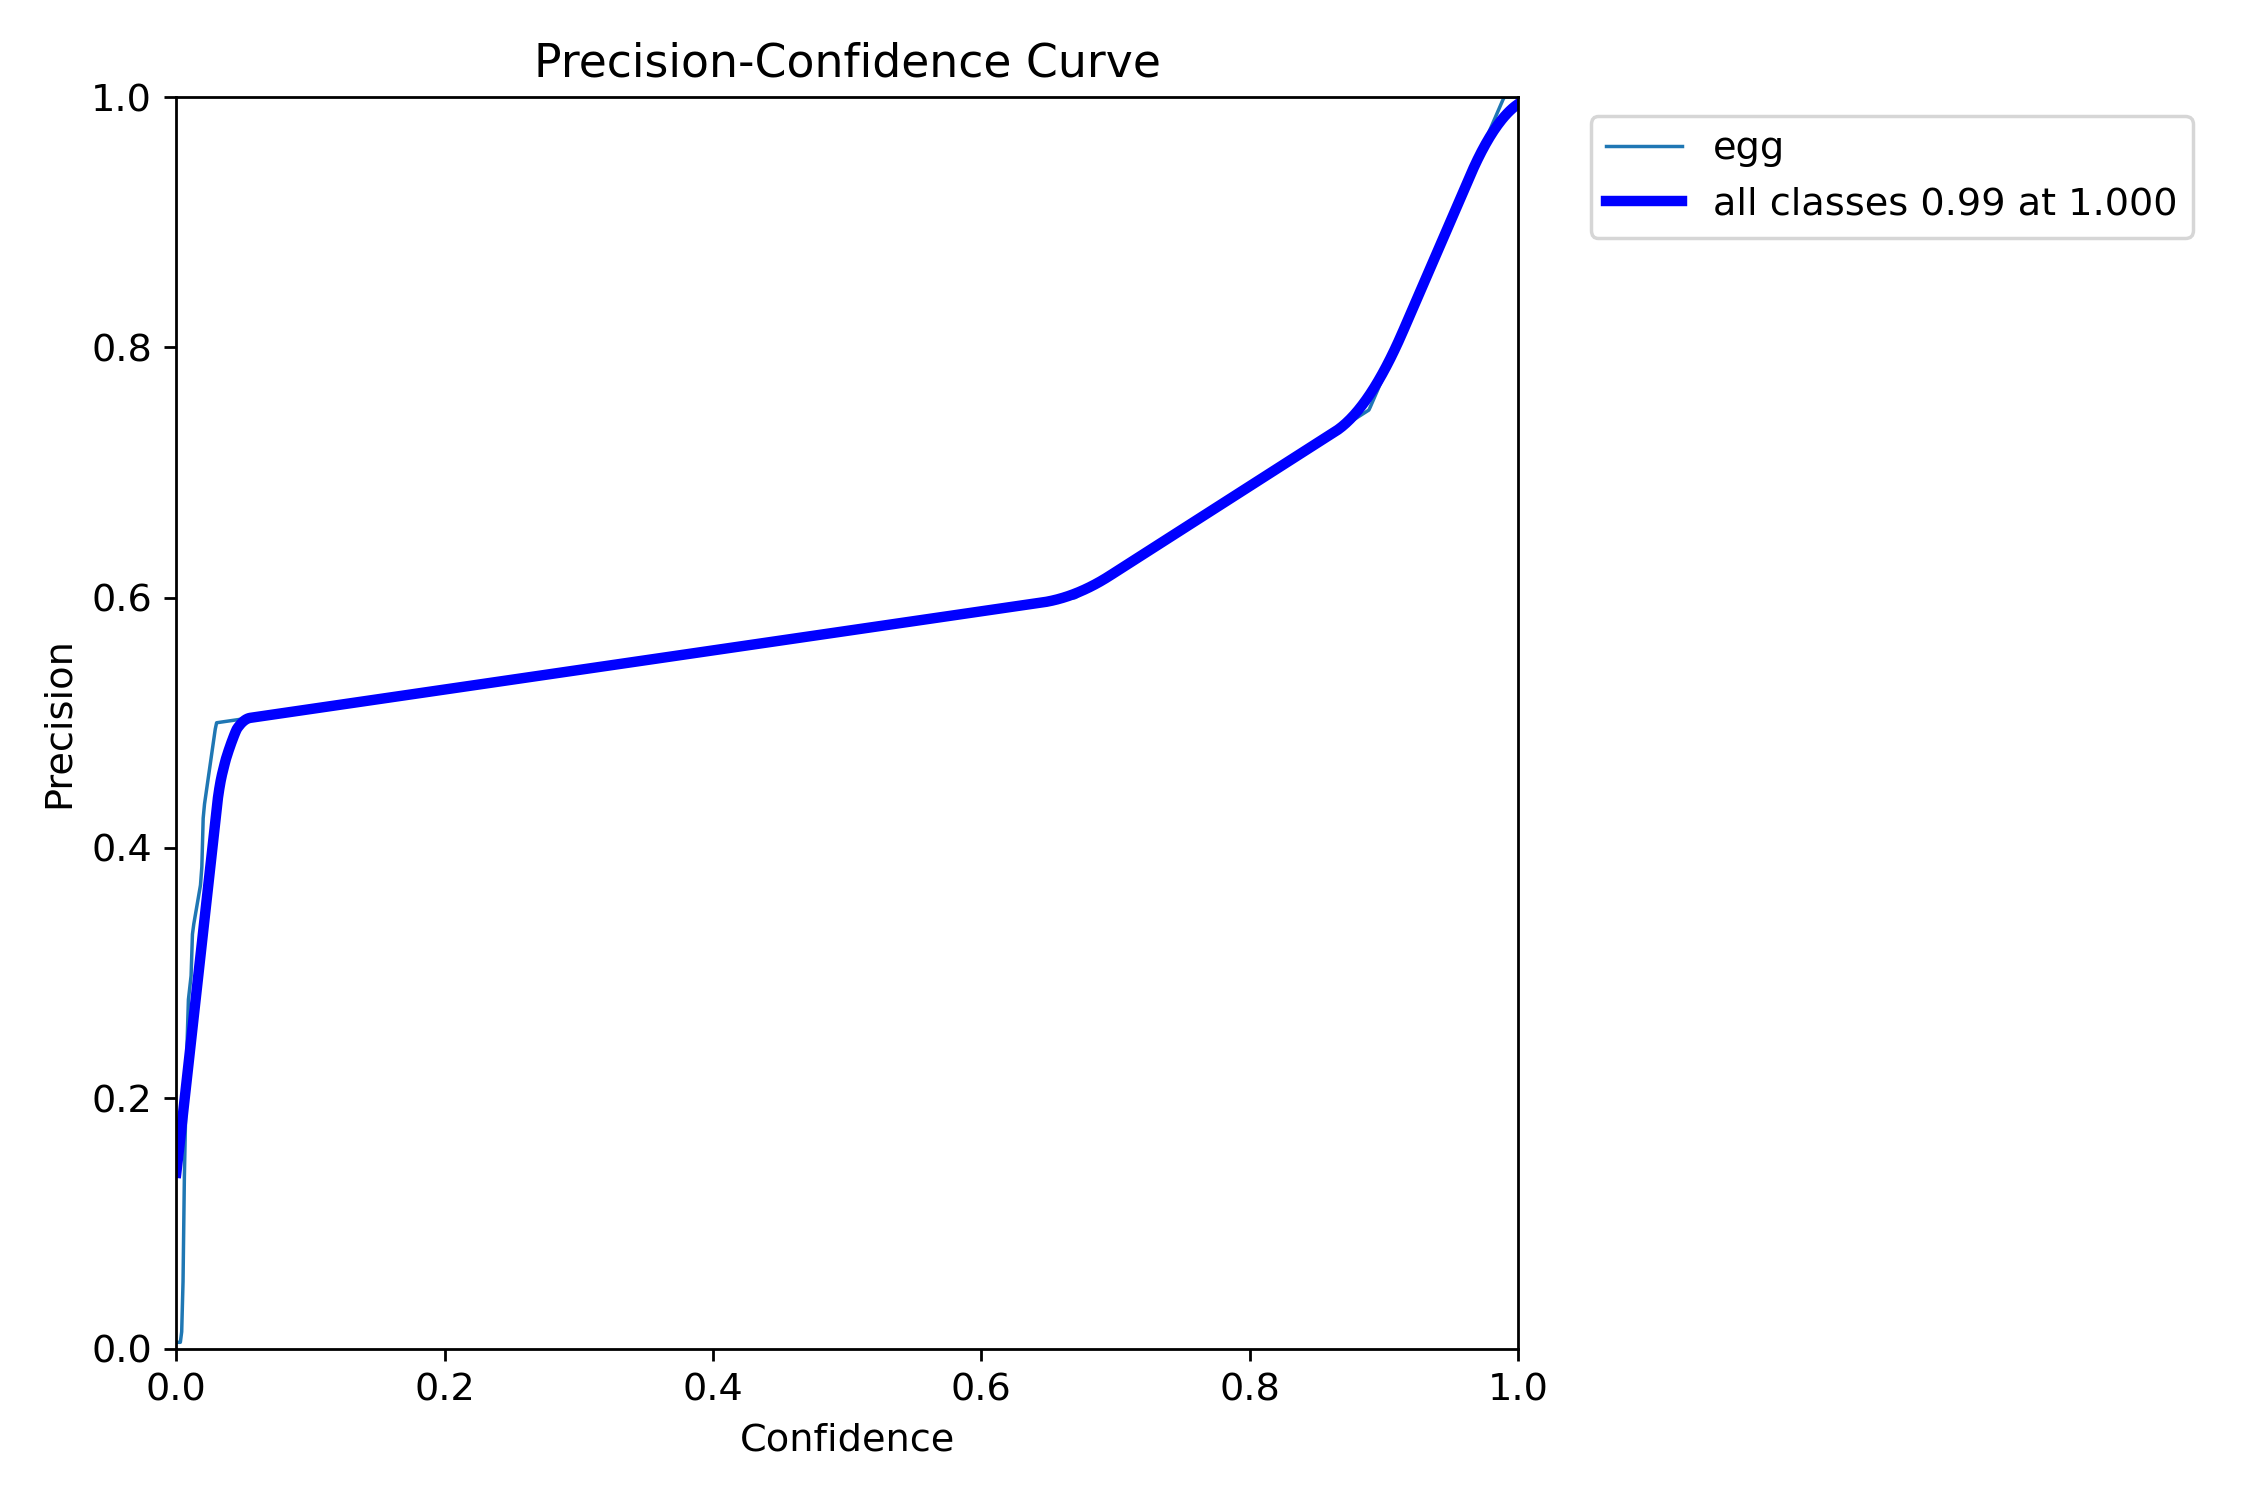 Precision-Confidence Curve
1.0
0.8
0.6
0.4
0.2
0.0
Precision
0.0 0.2 0.4 0.6 0.8 1.0
Confidence
egg
all classes 0.99 at 1.000